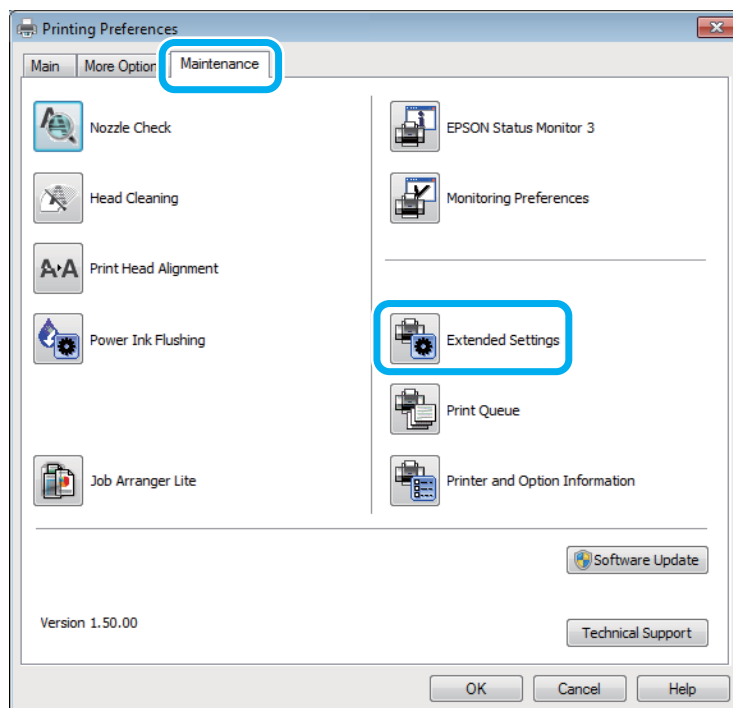 Printing Preferences
Main
More Option
Maintenance
Nozzle Check
Head Cleaning
Print Head Alignment
Power Ink Flushing
Job Arranger Lite
EPSON Status Monitor 3
Monitoring Preferences
Extended Settings
Print Queue
Printer and Option Information
Software Update
Version 1.50.00
Technical Support
OK
Cancel
Help